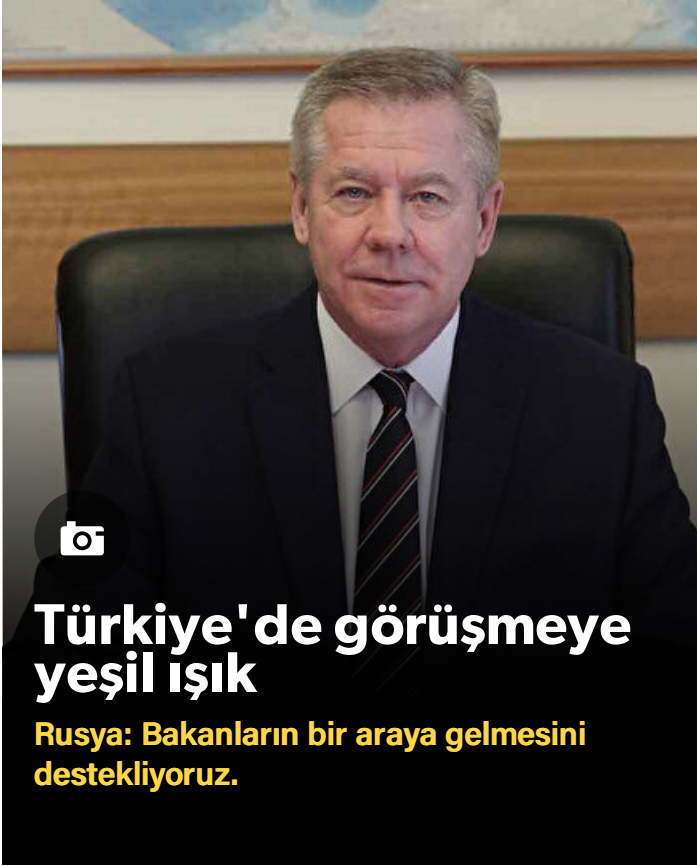 Türkiye'de görüşmeye
yeşil ışık
Rusya: Bakanların bir araya gelmesini
destekliyoruz.